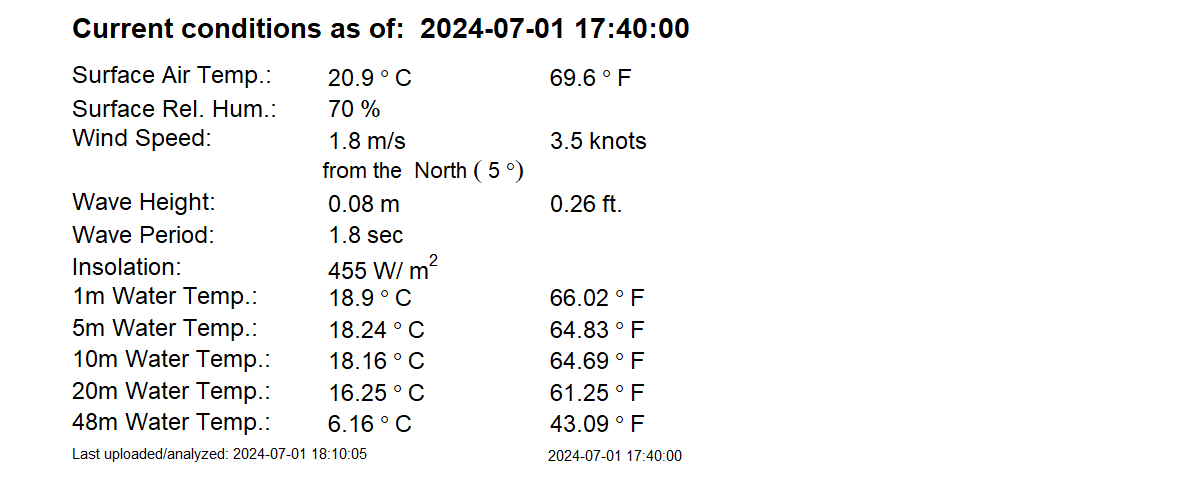 Current conditions as of: 2024-07-01 17:40:00
Surface Air Temp.: 20.9 ° C 69.6 ° F
Surface Rel. Hum.: 70 %
Wind Speed: 1.8 m/s 3.5 knots
from the North ( 5 °)
Wave Height: 0.08 m 0.26 ft.
Wave Period: 1.8 sec
Insolation: 455 W/ m²
1m Water Temp.: 18.9 ° C 66.02 ° F
5m Water Temp.: 18.24 ° C 64.83 ° F
10m Water Temp.: 18.16 ° C 64.69 ° F
20m Water Temp.: 16.25 ° C 61.25 ° F
48m Water Temp.: 6.16 ° C 43.09 ° F
Last uploaded/analyzed: 2024-07-01 18:10:05 2024-07-01 17:40:00